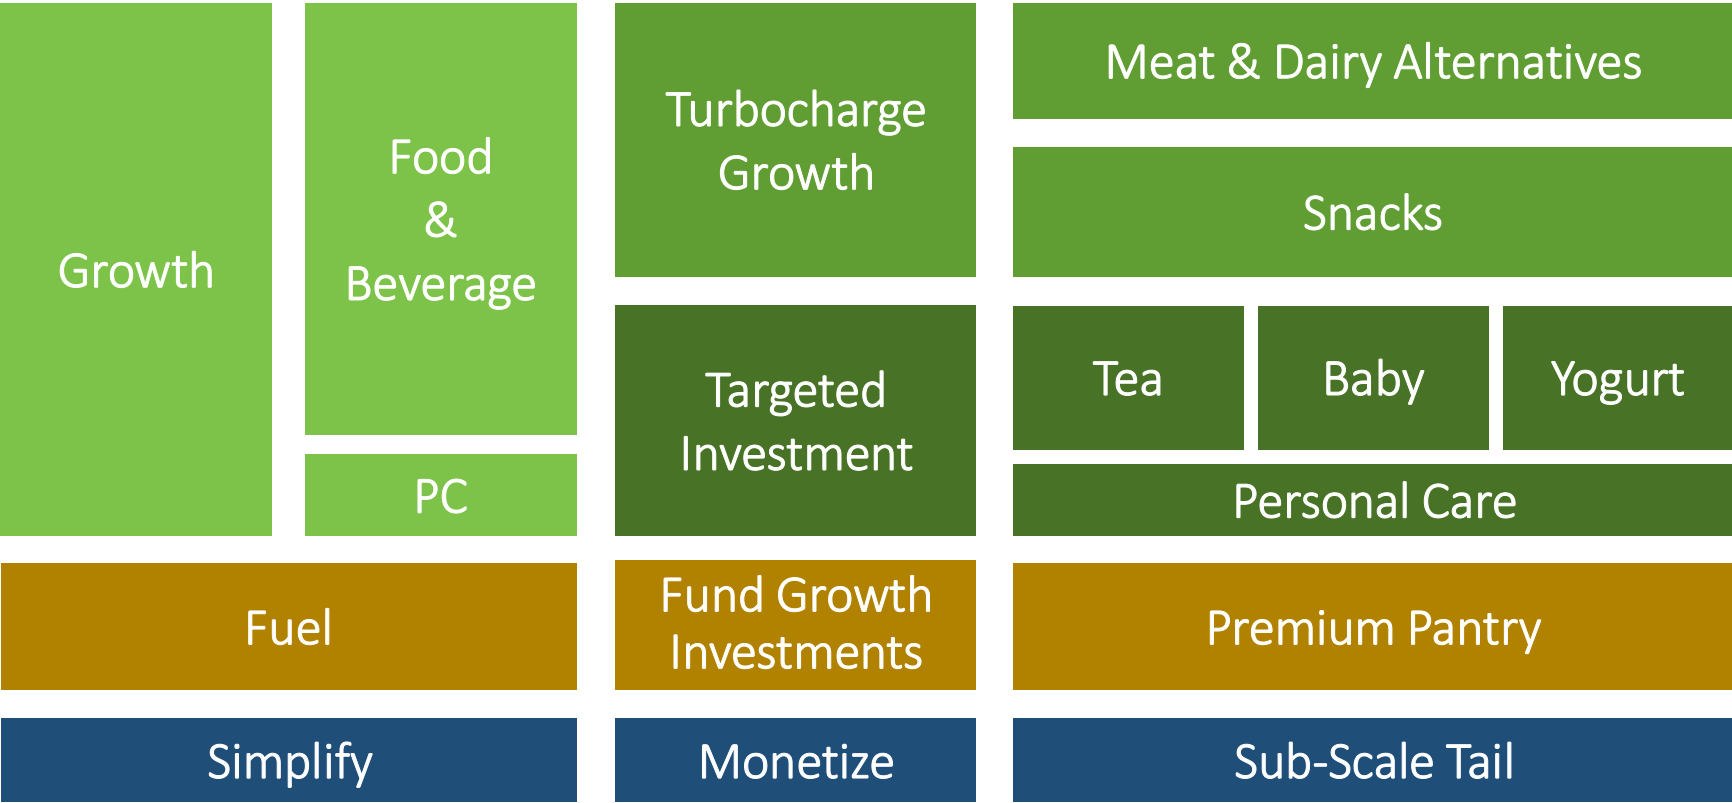 Growth
Food
&
Beverage
PC
Turbocharge
Growth
Targeted
Investment
Meat & Dairy Alternatives
Snacks
Tea
Baby
Yogurt
Personal Care
Fuel
Fund Growth
Investments
Premium Pantry
Simplify
Monetize
Sub-Scale Tail